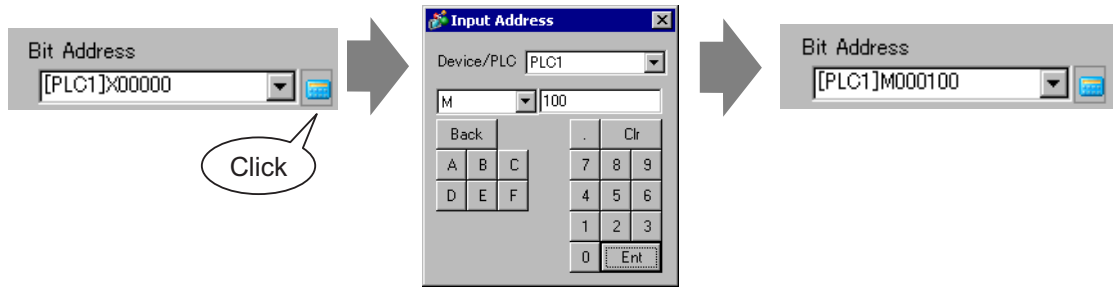 Bit Address
[PLC1]X00000
Click
Input Address
Device/PLC PLC1
M 100
Back . Clr
A B C 7 8 9
D E F 4 5 6
1 2 3
0 Ent
Bit Address
[PLC1]M000100